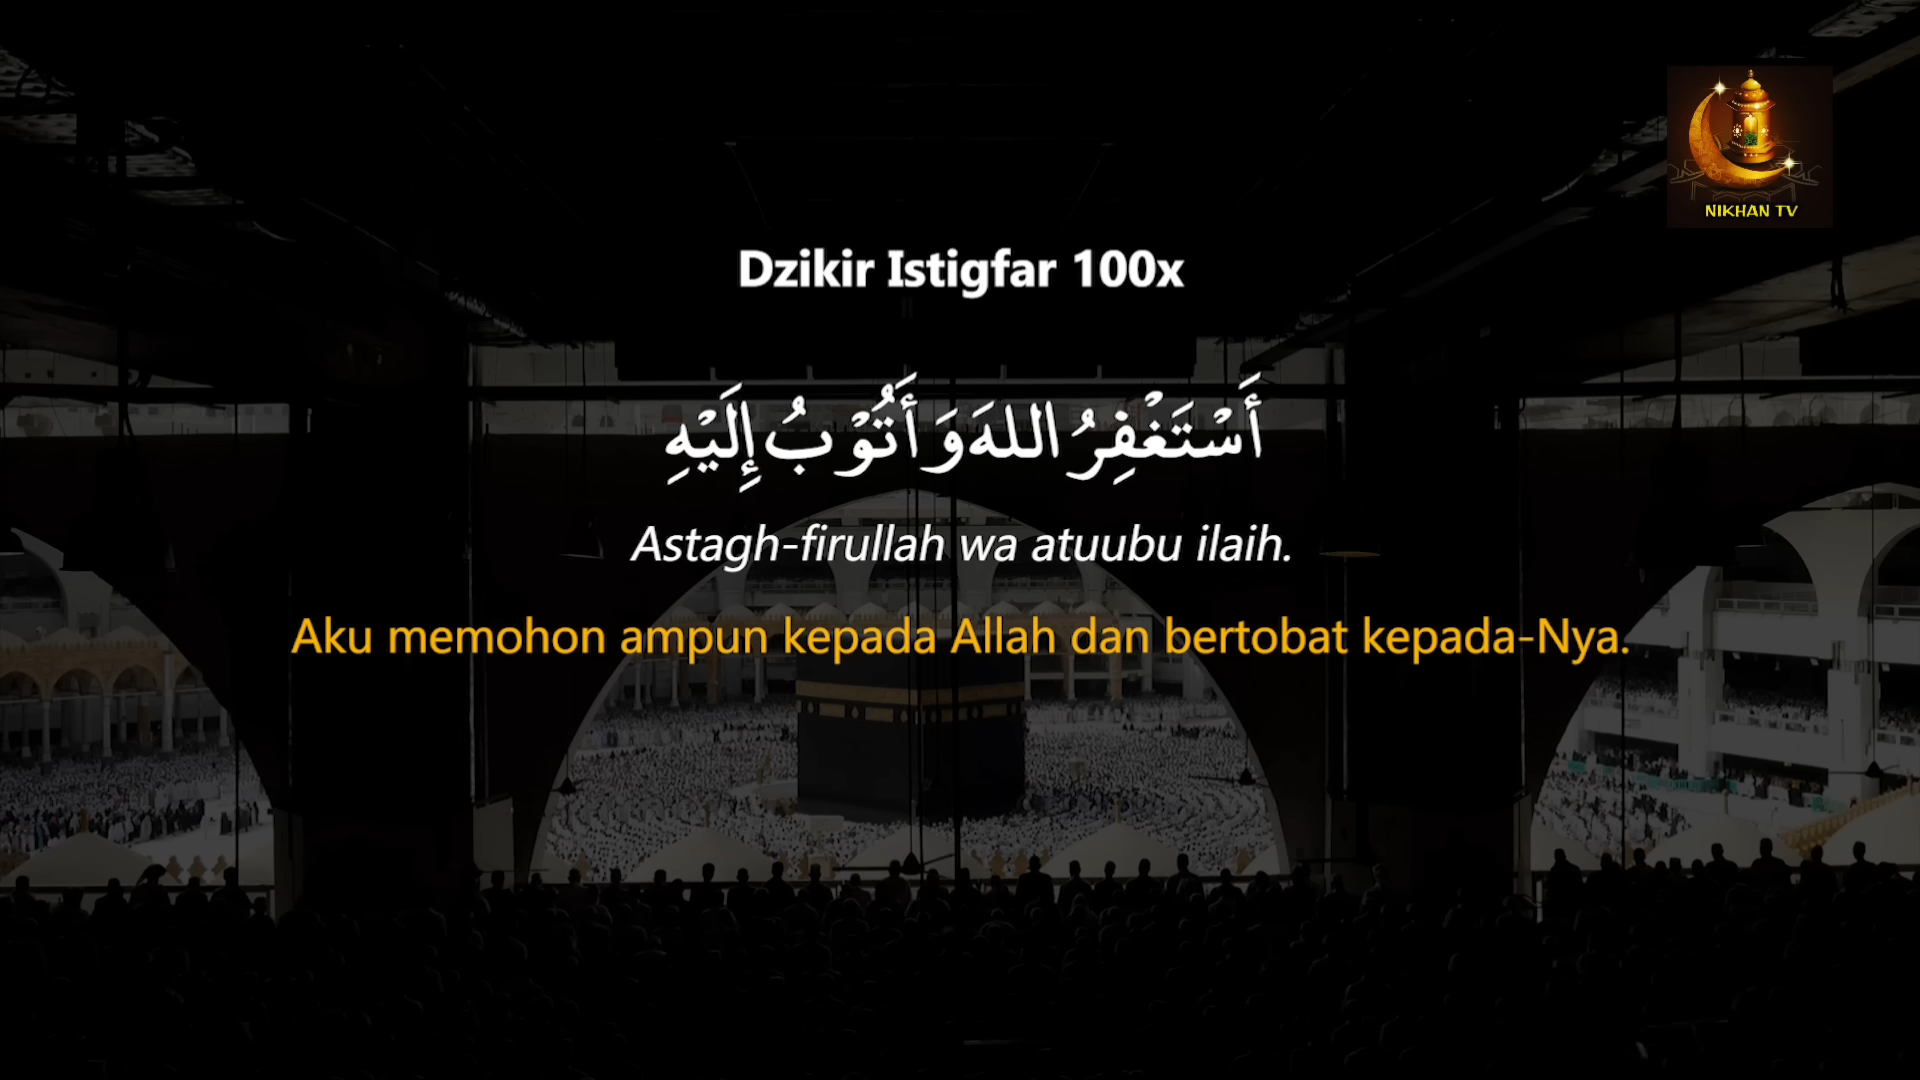 NIKHAN TV
Dzikir Istigfar 100x
أَسْتَغْفِرُ اللهَ وَ أَتُوْبُ إِلَيْهِ
Astagh-firullah wa atuubu ilaih.
Aku memohon ampun kepada Allah dan bertobat kepada-Nya.